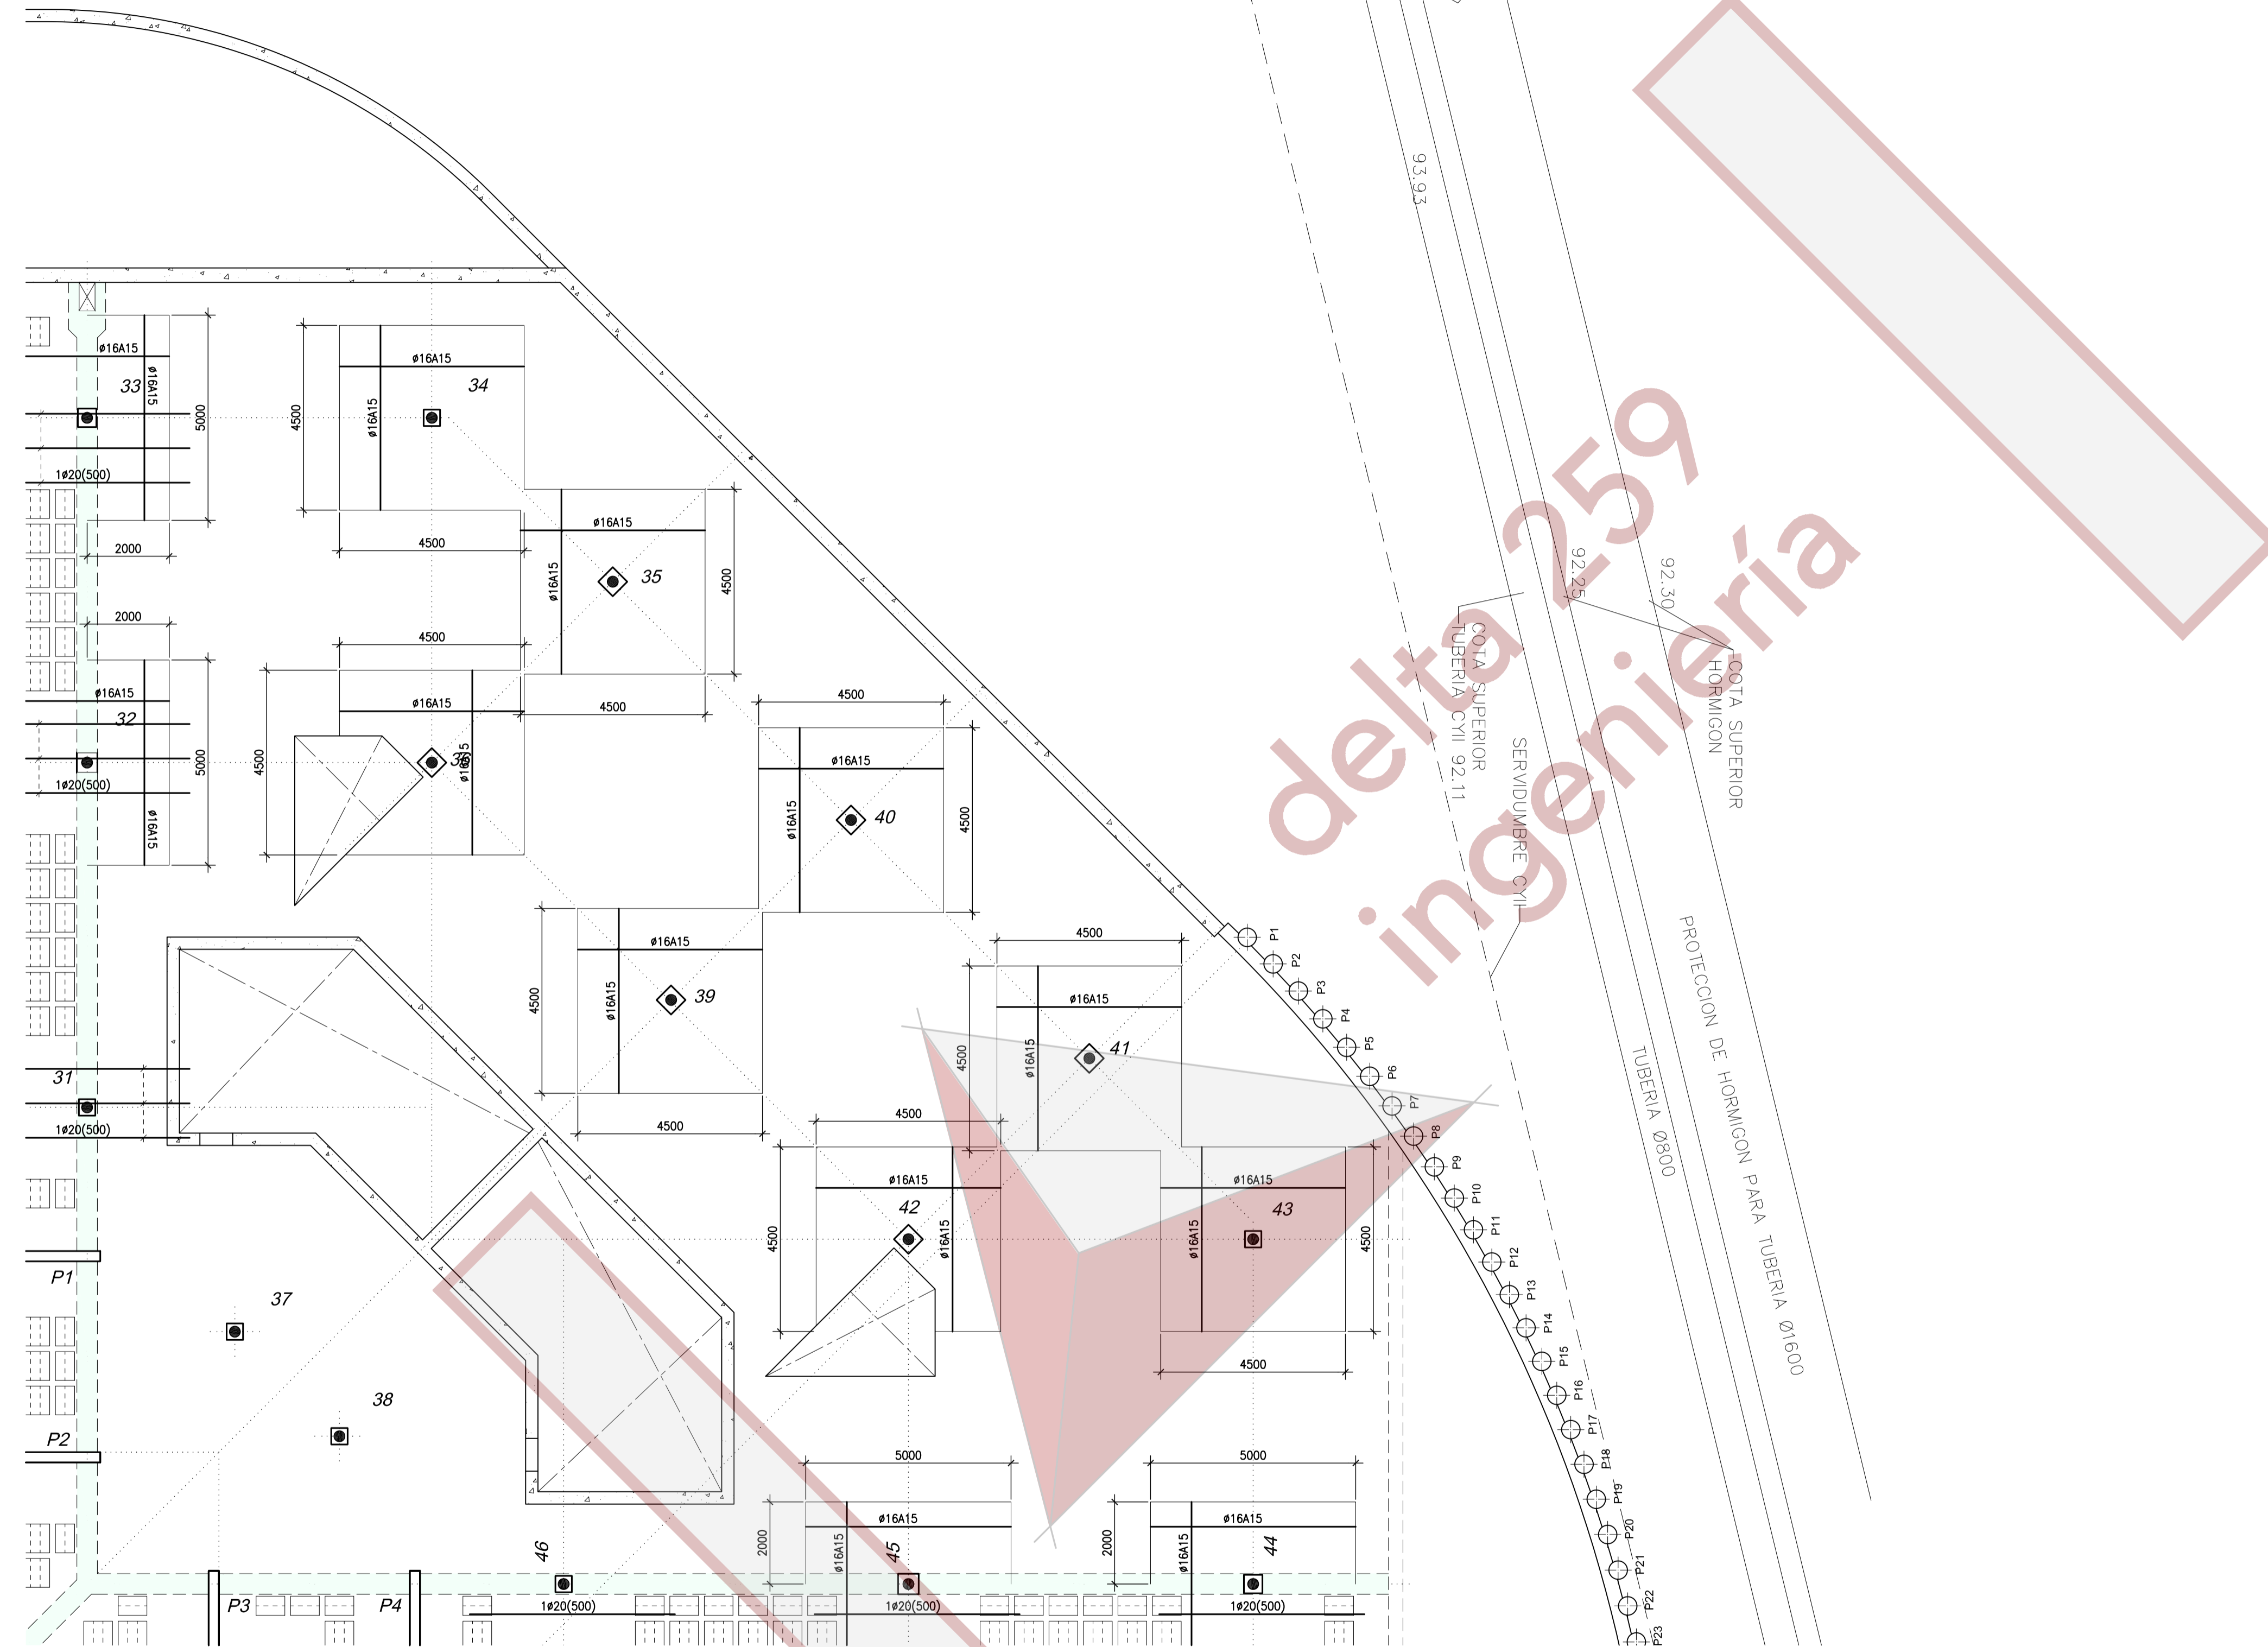 93.93
ø16A15
33
ø16A15
5000
1ø20(500)
2000
4500
ø16A15
ø16A15
34
4500
ø16A15
ø16A15
35
4500
4500
2000
ø16A15
32
5000
1ø20(500)
ø16A15
4500
ø16A15
ø16A15
36
4500
4500
ø16A15
ø16A15
40
4500
4500
ø16A15
ø16A15
39
4500
4500
ø16A15
ø16A15
41
4500
31
1ø20(500)
4500
ø16A15
42
ø16A15
4500
ø16A15
43
ø16A15
4500
4500
P1
37
38
P2
P3
P4
46
1ø20(500)
5000
2000
ø16A15
ø16A15
45
1ø20(500)
5000
2000
ø16A15
ø16A15
44
1ø20(500)
P1
P2
P3
P4
P5
P6
P7
P8
P9
P10
P11
P12
P13
P14
P15
P16
P17
P18
P19
P20
P21
P22
P23
92.25
92.30
COTA SUPERIOR
TUBERIA CYII 92.11
SERVIDUMBRE CYII
COTA SUPERIOR
HORMIGON
TUBERIA Ø800
PROTECCION DE HORMIGON PARA TUBERIA Ø1600
delta 259
ingeniería